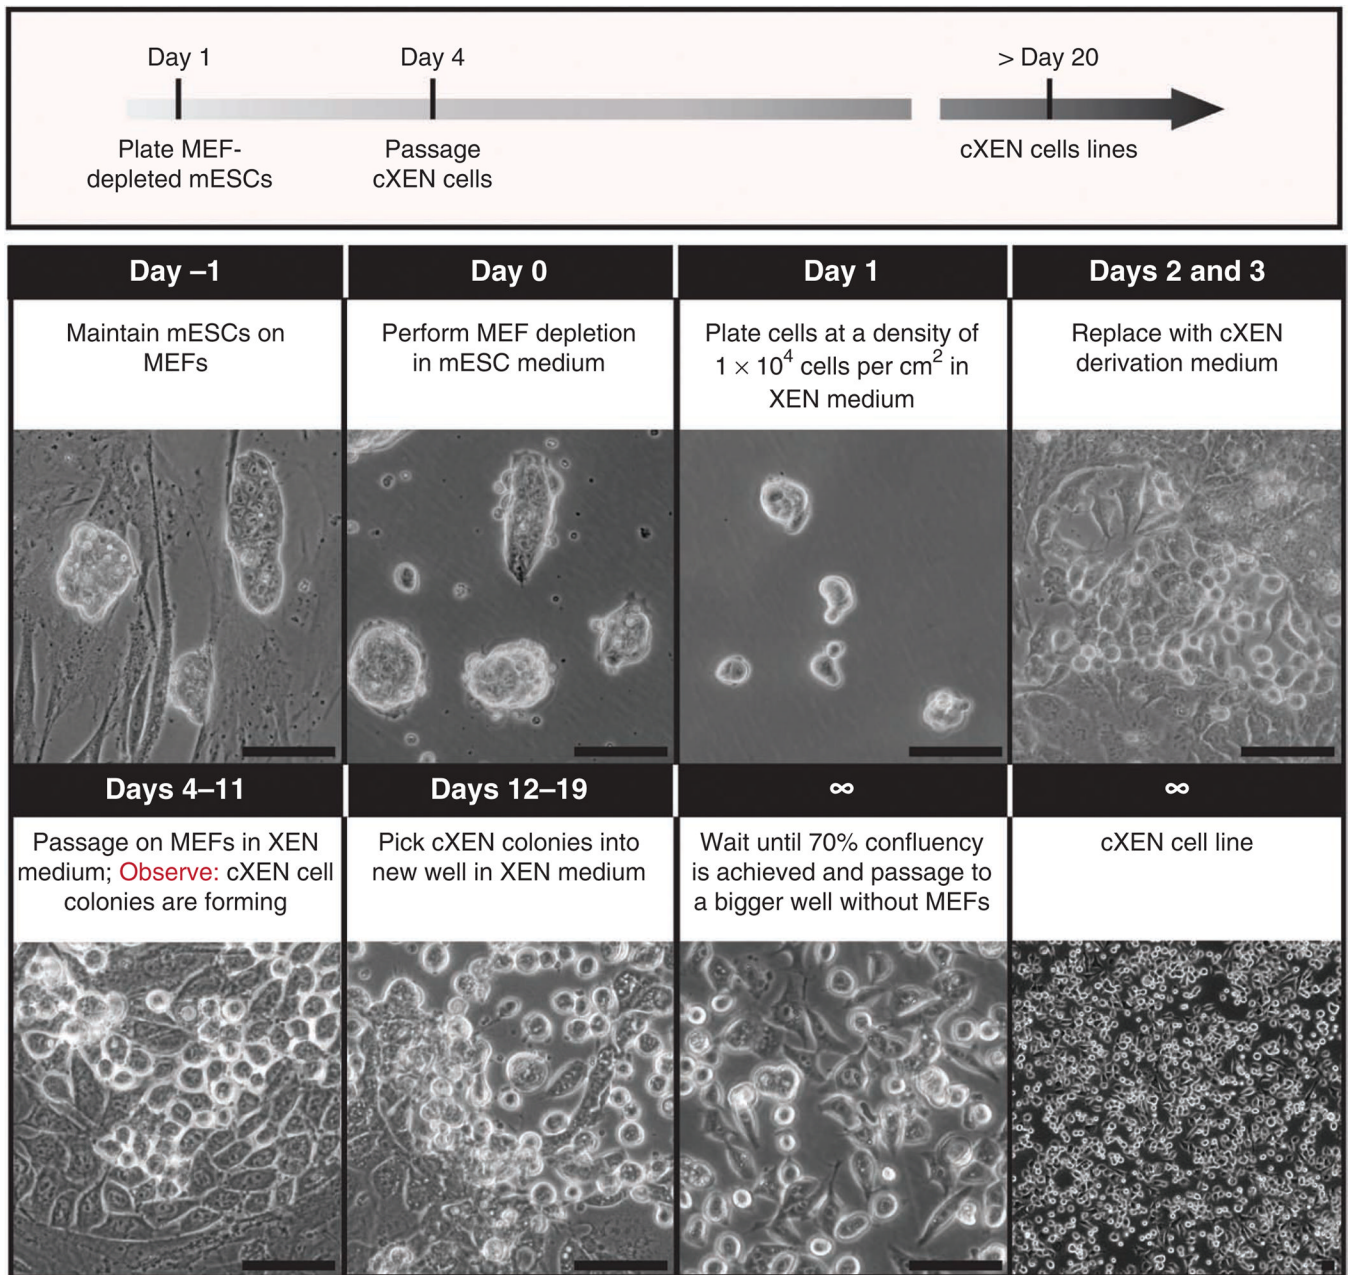 Day 1
Day 4
> Day 20
Plate MEF-
depleted mESCs
Passage
cXEN cells
cXEN cells lines
Day –1
Day 0
Day 1
Days 2 and 3
Maintain mESCs on
MEFs
Perform MEF depletion
in mESC medium
Plate cells at a density of
1 × 10⁴ cells per cm² in
XEN medium
Replace with cXEN
derivation medium
Days 4–11
Days 12–19
∞
∞
Passage on MEFs in XEN
medium; Observe: cXEN cell
colonies are forming
Pick cXEN colonies into
new well in XEN medium
Wait until 70% confluency
is achieved and passage to
a bigger well without MEFs
cXEN cell line